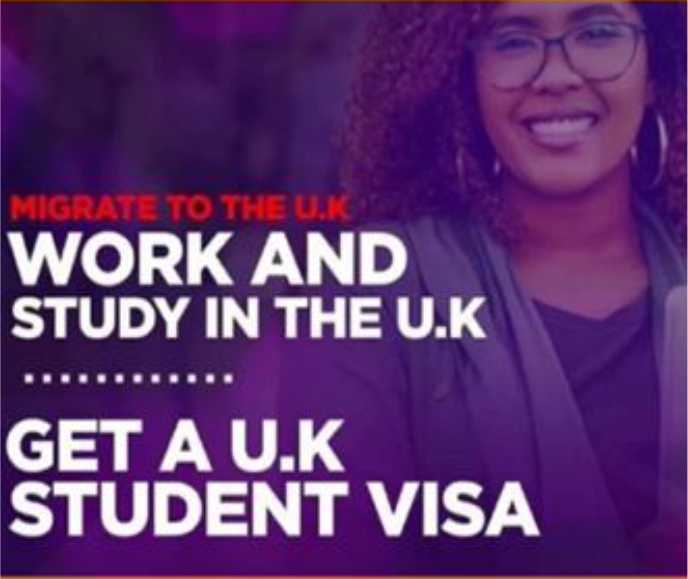 MIGRATE TO THE U.K
WORK AND
STUDY IN THE U.K
GET A U.K
STUDENT VISA